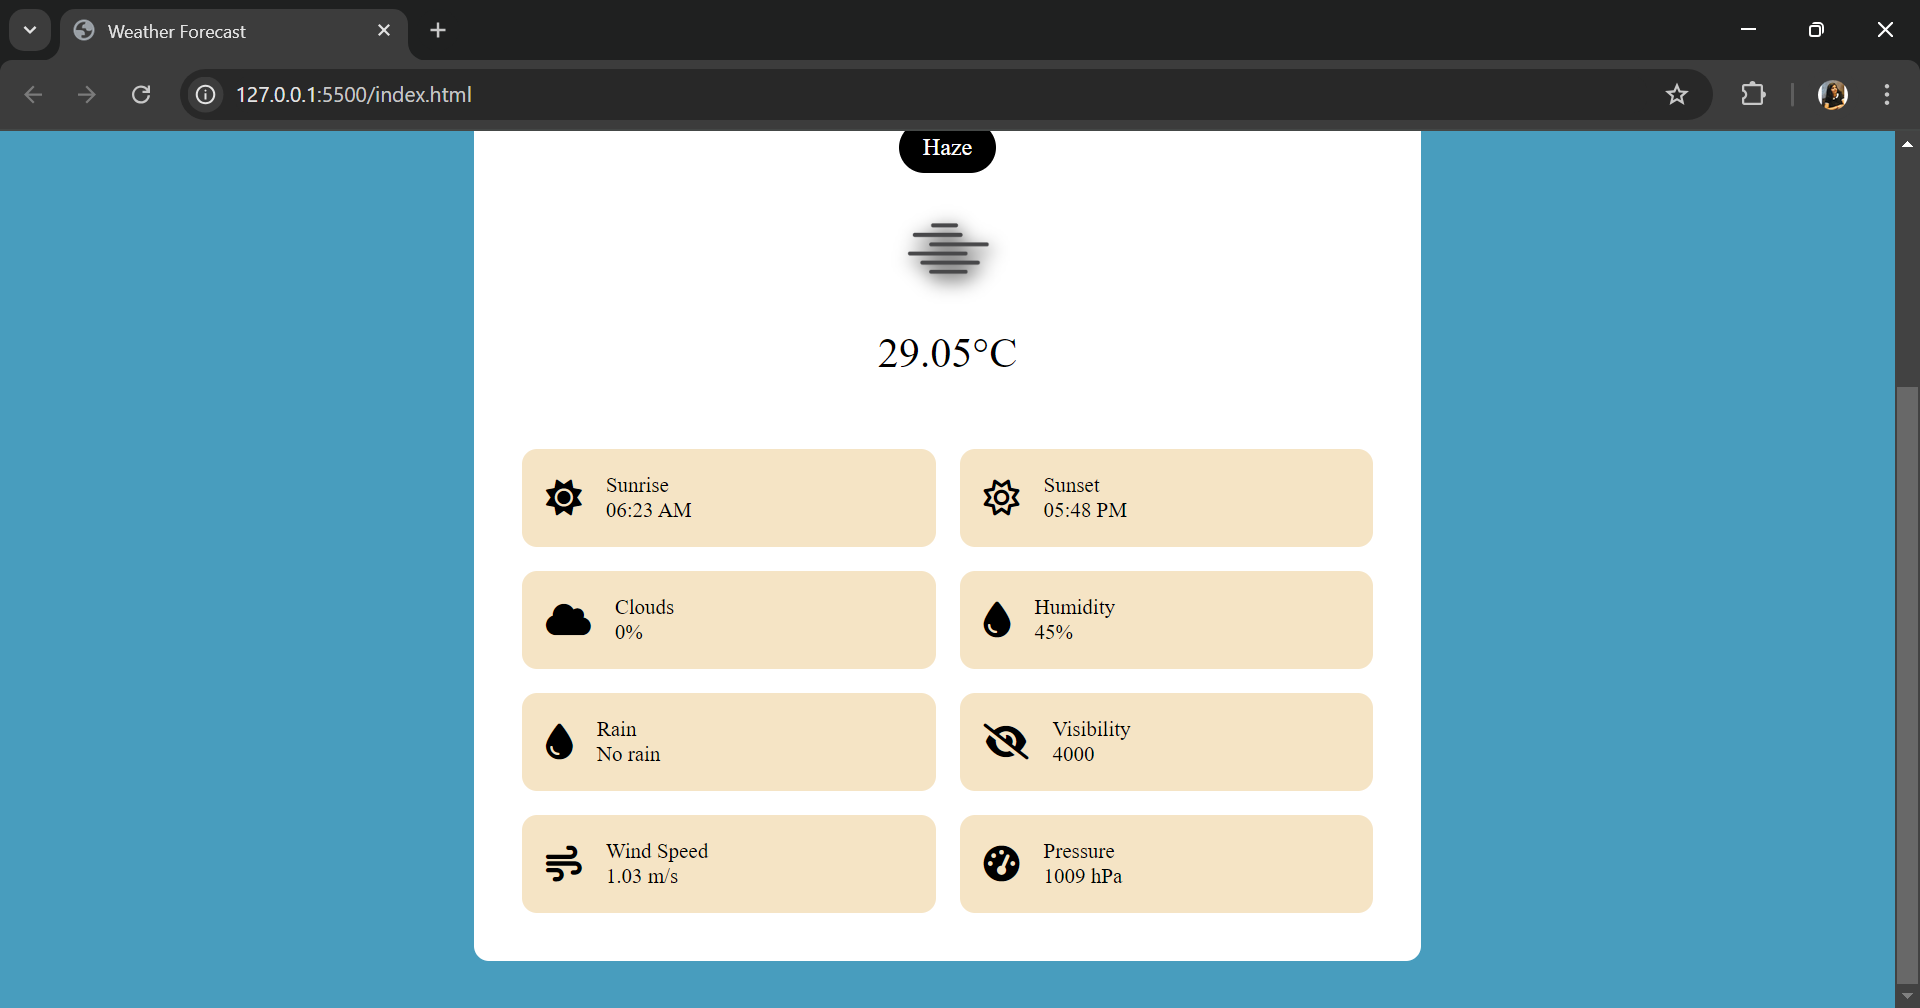 Weather Forecast
127.0.0.1:5500/index.html
Haze
29.05°C
Sunrise
06:23 AM
Sunset
05:48 PM
Clouds
0%
Humidity
45%
Rain
No rain
Visibility
4000
Wind Speed
1.03 m/s
Pressure
1009 hPa